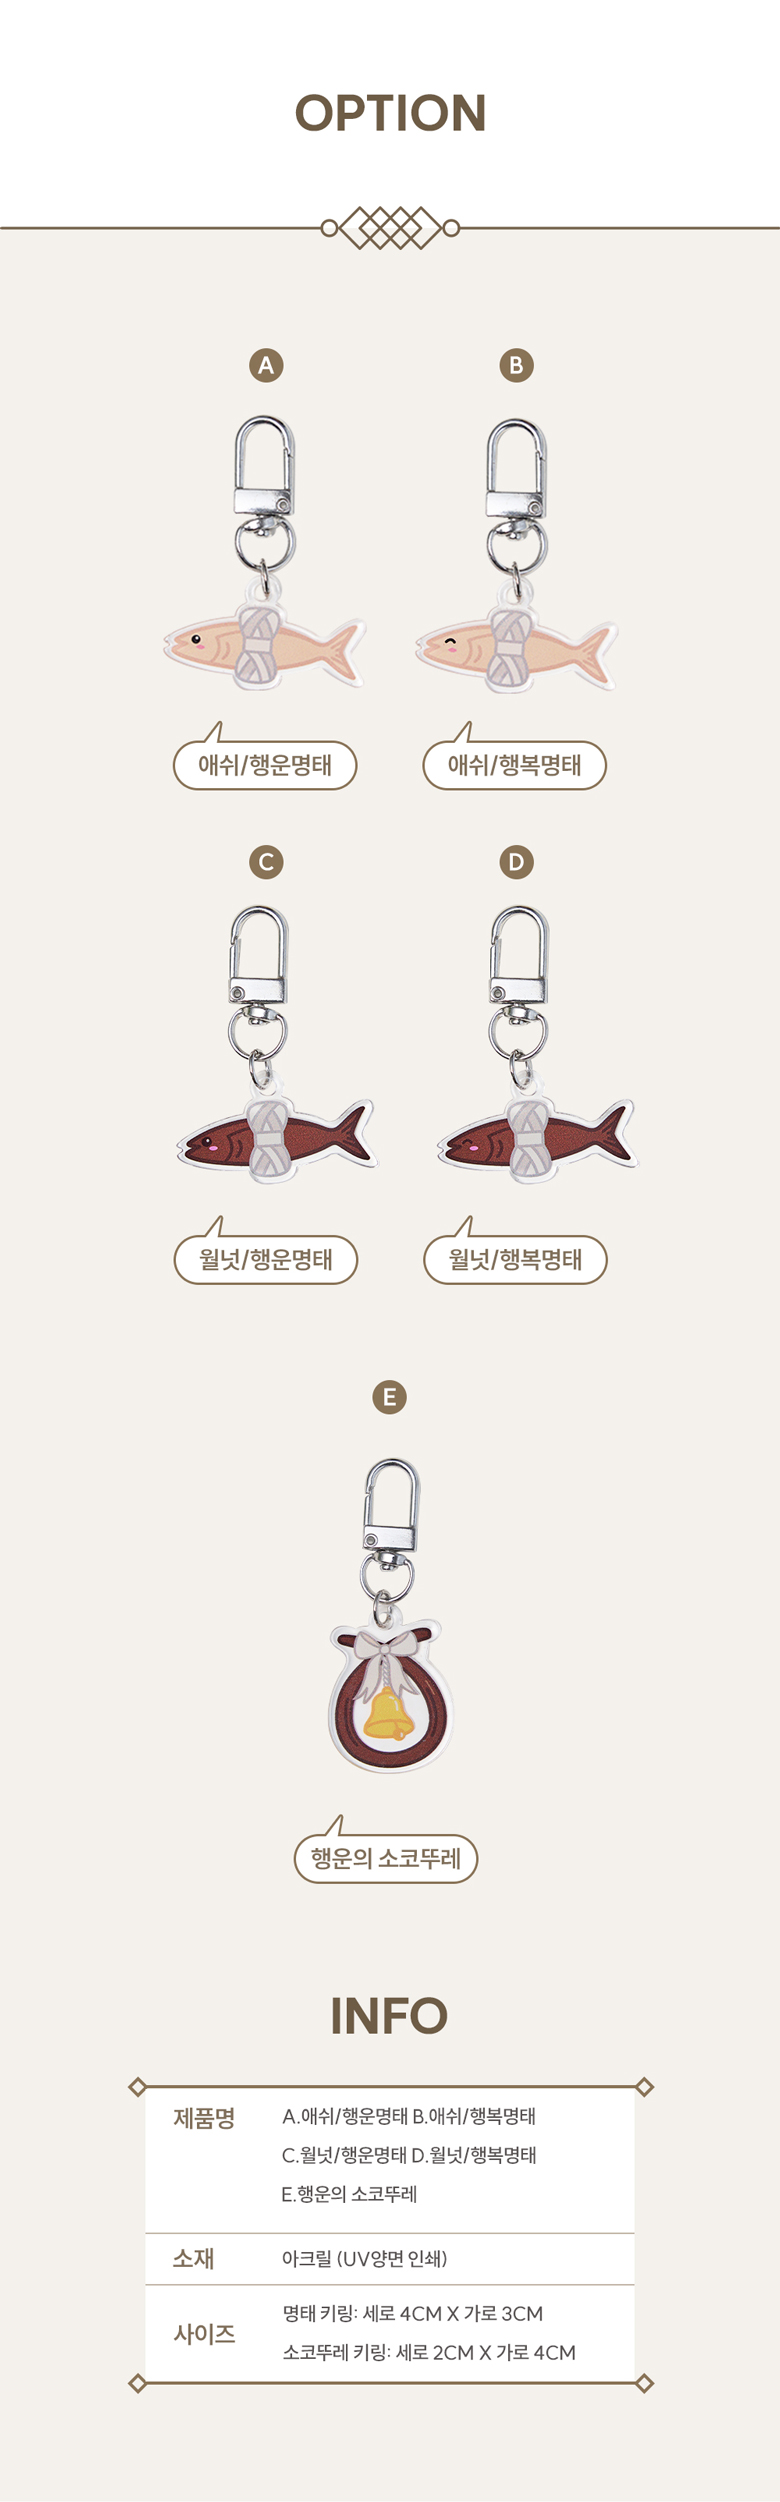 OPTION
A
B
애쉬/행운명태
애쉬/행복명태
C
D
월넛/행운명태
월넛/행복명태
E
행운의 소코뚜레
INFO
제품명
A.애쉬/행운명태 B.애쉬/행복명태
C.월넛/행운명태 D.월넛/행복명태
E.행운의 소코뚜레
소재
아크릴 (UV양면 인쇄)
사이즈
명태 키링: 세로 4CM X 가로 3CM
소코뚜레 키링: 세로 2CM X 가로 4CM